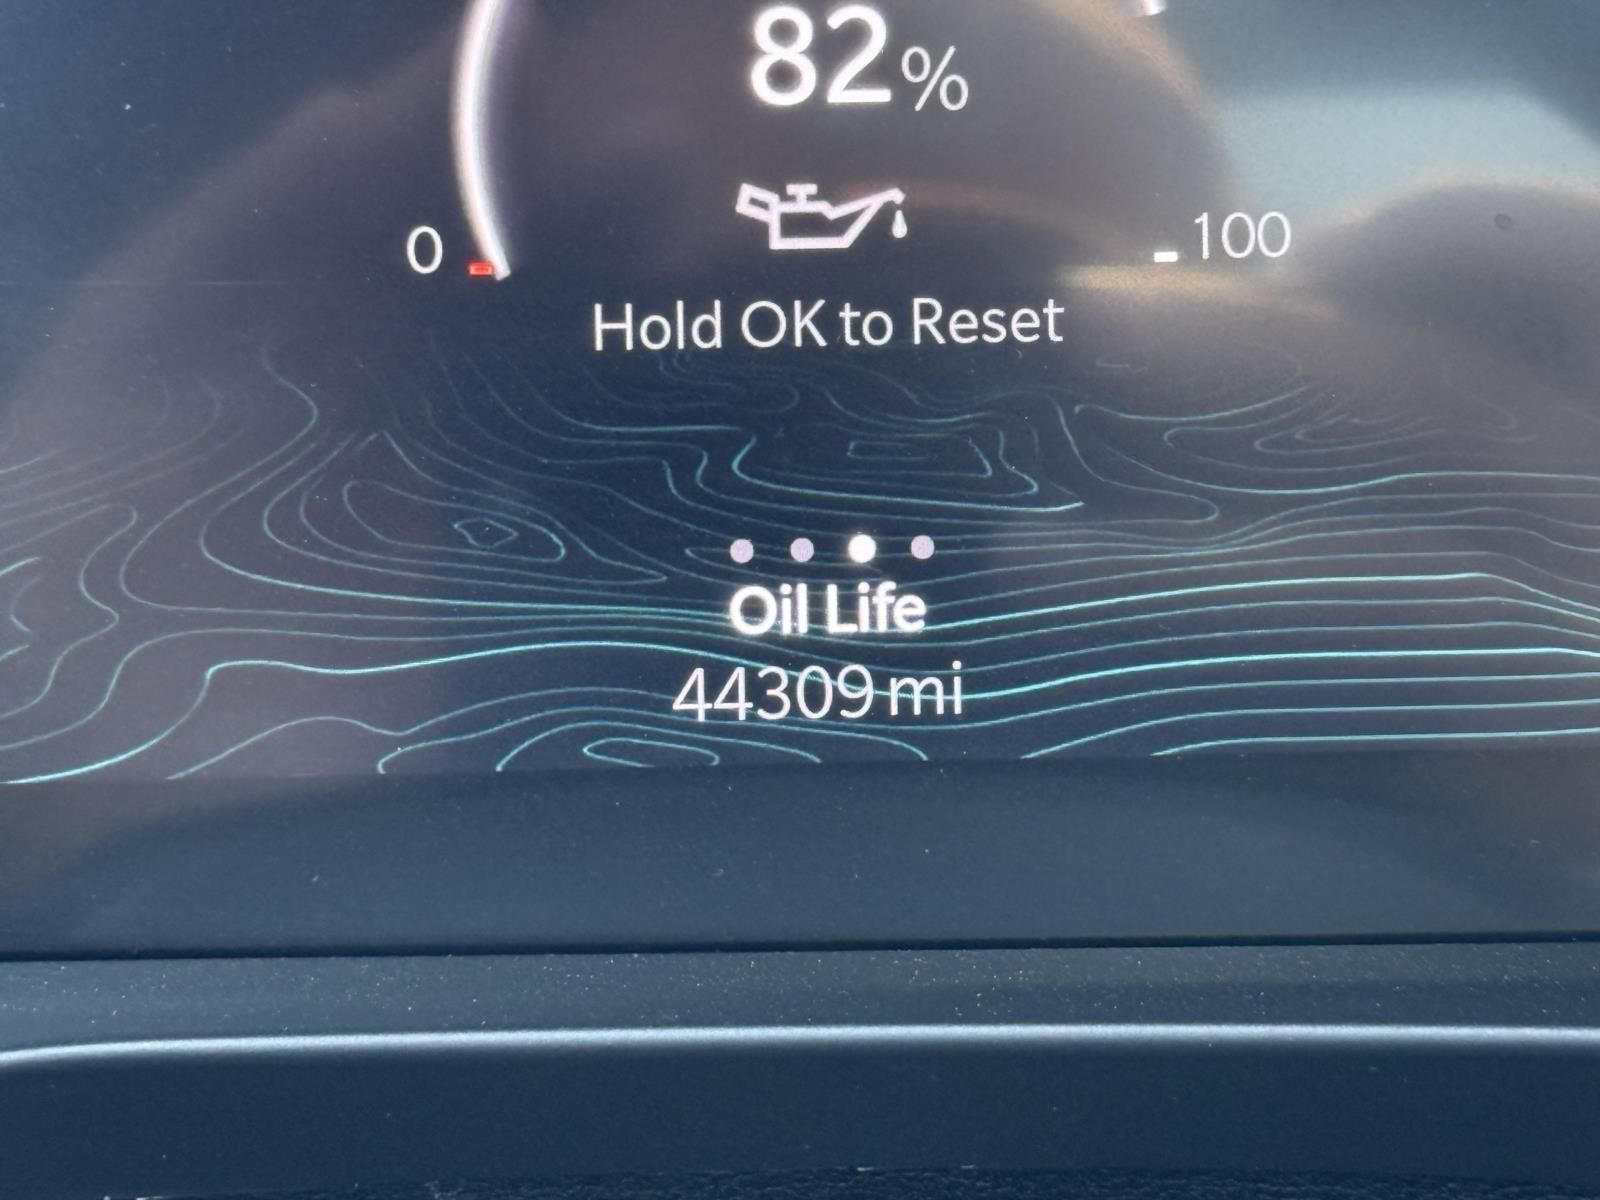 82%
0
100
Hold OK to Reset
Oil Life
44309 mi